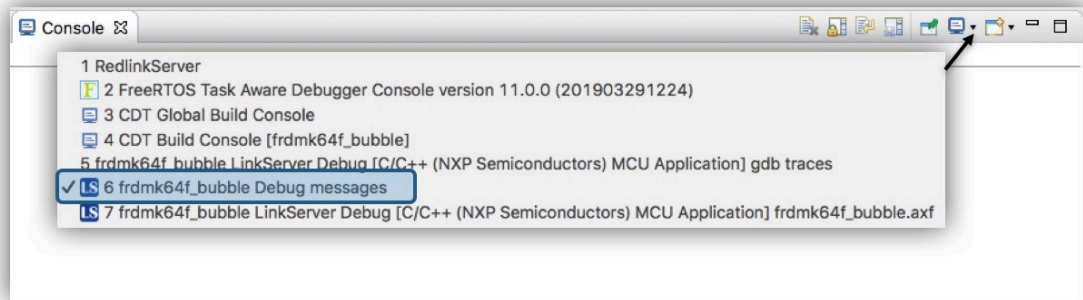 Console
1 RedlinkServer
F 2 FreeRTOS Task Aware Debugger Console version 11.0.0 (201903291224)
3 CDT Global Build Console
4 CDT Build Console [frdmk64f_bubble]
5 frdmk64f_bubble LinkServer Debug [C/C++ (NXP Semiconductors) MCU Application] gdb traces
✓ LS 6 frdmk64f_bubble Debug messages
LS 7 frdmk64f_bubble LinkServer Debug [C/C++ (NXP Semiconductors) MCU Application] frdmk64f_bubble.axf